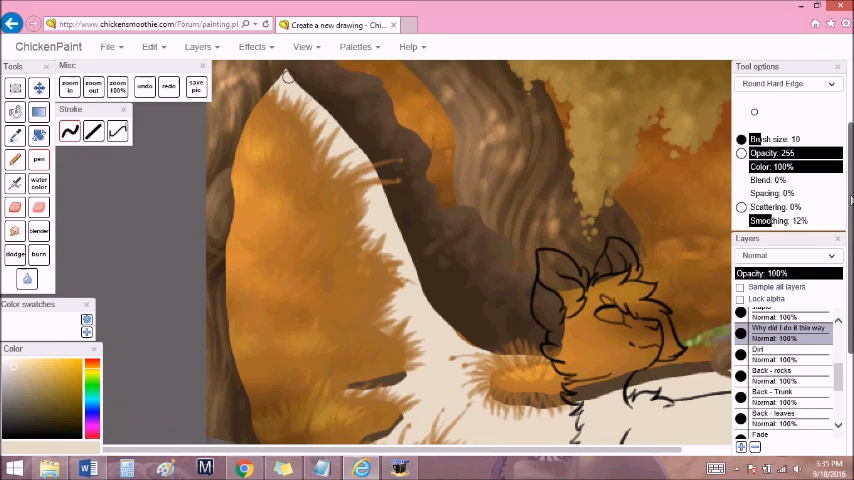 http://www.chickensmoothie.com/Forum/painting.pl
Create a new drawing - Chi...
ChickenPaint
File
Edit
Layers
Effects
View
Palettes
Help
Tools
pen
water color
blender
dodge
burn
Misc
zoom in
zoom out
zoom 100%
undo
redo
save pic
Stroke
Color swatches
Color
Tool options
Round Hard Edge
Brush size: 10
Opacity: 255
Color: 100%
Blend: 0%
Spacing: 0%
Scattering: 0%
Smoothing: 12%
Layers
Normal
Opacity: 100%
Sample all layers
Lock alpha
Normal: 100%
Why did I do it this way
Normal: 100%
Dirt
Normal: 100%
Back - rocks
Normal: 100%
Back - Trunk
Normal: 100%
Back - leaves
Normal: 100%
Fade
3:35 PM
9/18/2016